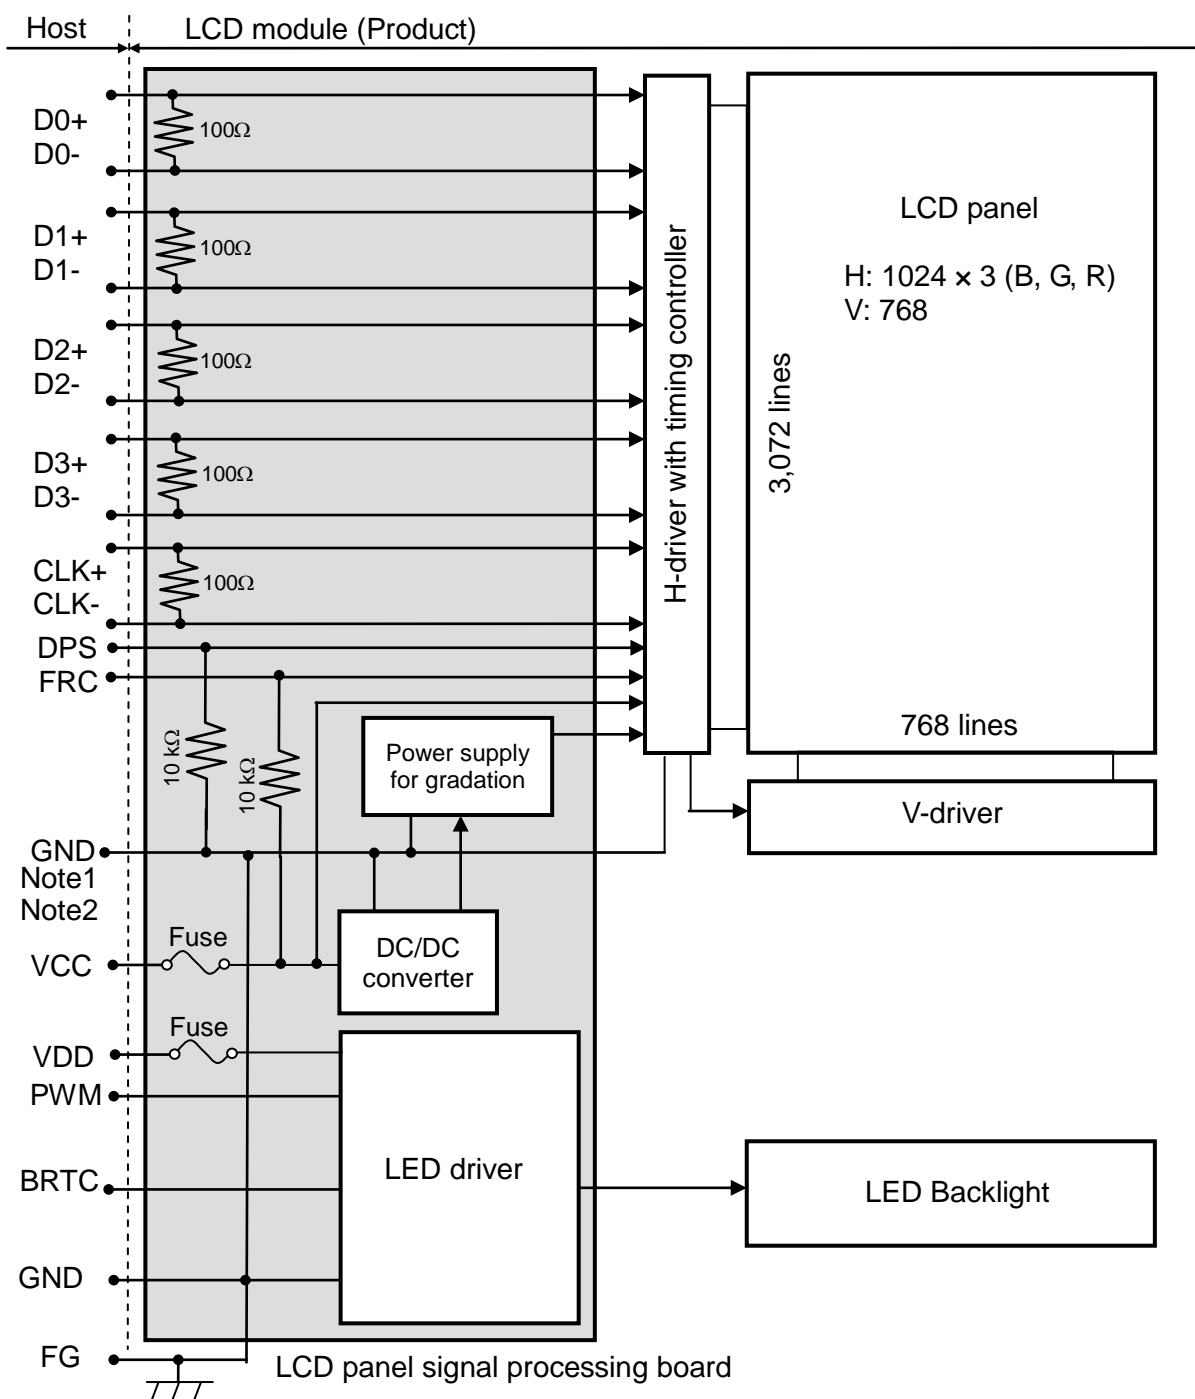 Host
LCD module (Product)
D0+
D0-
100Ω
D1+
D1-
100Ω
D2+
D2-
100Ω
D3+
D3-
100Ω
CLK+
CLK-
100Ω
DPS
FRC
10 kΩ
10 kΩ
Power supply
for gradation
H-driver with timing controller
LCD panel
H: 1024 × 3 (B, G, R)
V: 768
3,072 lines
768 lines
V-driver
GND
Note1
Note2
VCC
Fuse
DC/DC
converter
VDD
Fuse
PWM
BRTC
LED driver
LED Backlight
GND
FG
LCD panel signal processing board